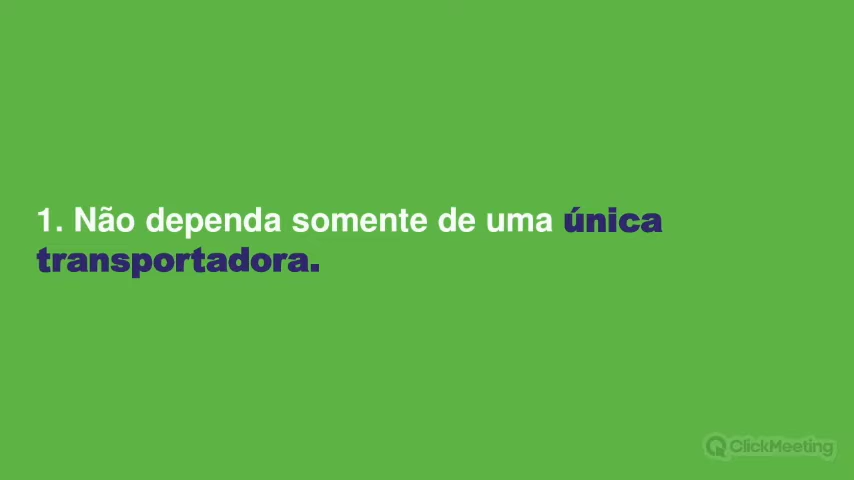 1. Não dependa somente de uma única
transportadora.
ClickMeeting